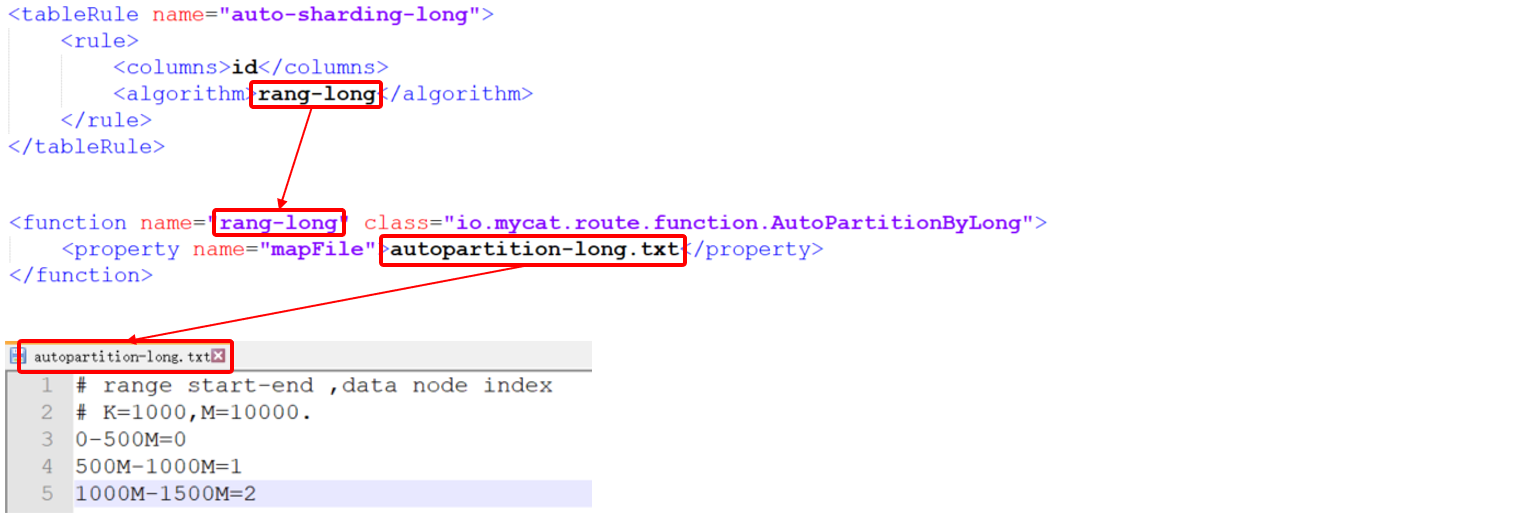 <tableRule name="auto-sharding-long">
<rule>
<columns>id</columns>
<algorithm>rang-long</algorithm>
</rule>
</tableRule>
<function name="rang-long" class="io.mycat.route.function.AutoPartitionByLong">
<property name="mapFile">autopartition-long.txt</property>
</function>
autopartition-long.txt
1 # range start-end ,data node index
2 # K=1000,M=10000.
3 0-500M=0
4 500M-1000M=1
5 1000M-1500M=2